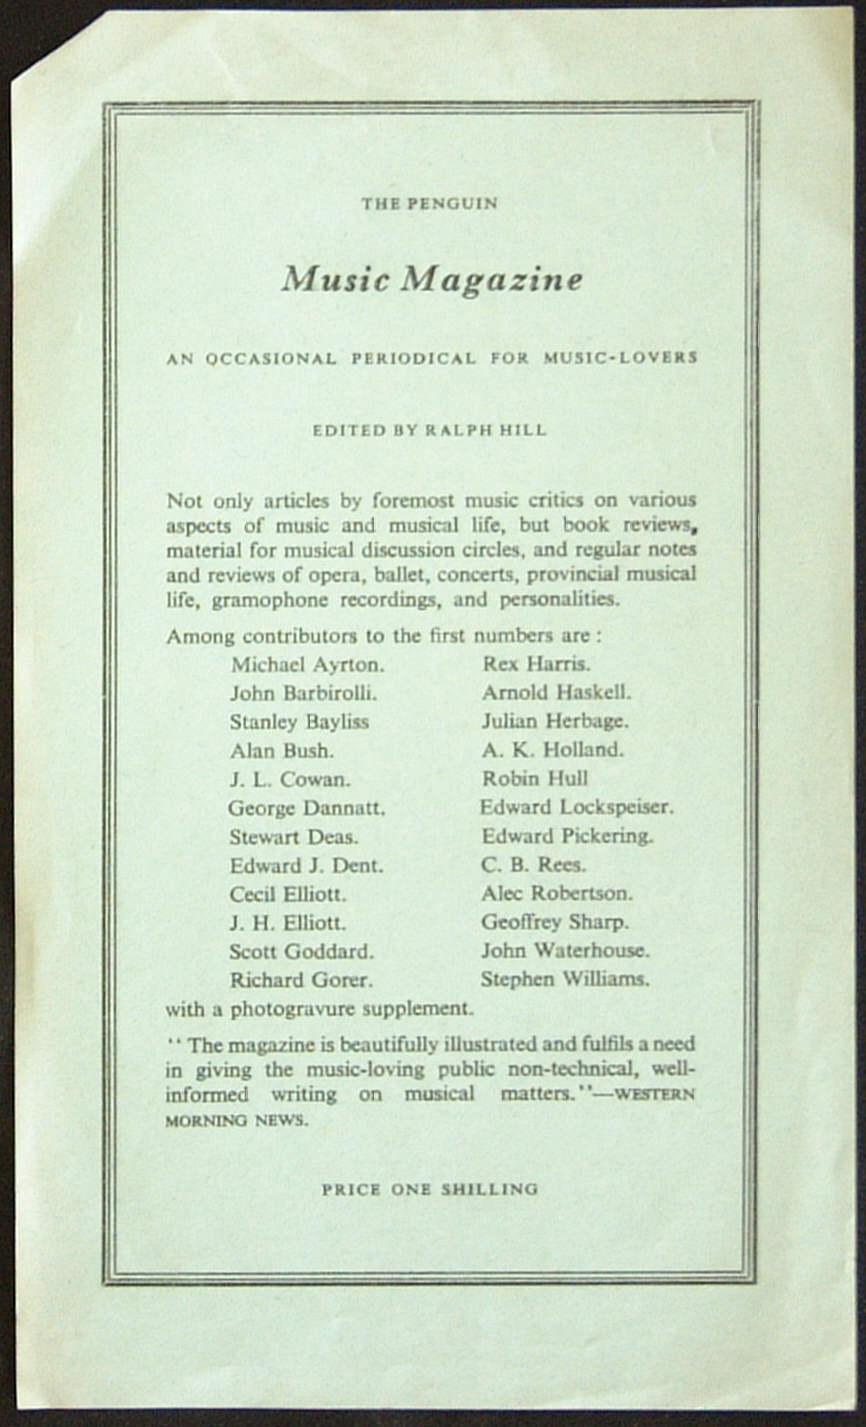 THE PENGUIN
Music Magazine
AN OCCASIONAL PERIODICAL FOR MUSIC-LOVERS
EDITED BY RALPH HILL
Not only articles by foremost music critics on various
aspects of music and musical life, but book reviews,
material for musical discussion circles, and regular notes
and reviews of opera, ballet, concerts, provincial musical
life, gramophone recordings, and personalities.
Among contributors to the first numbers are :
Michael Ayrton. Rex Harris.
John Barbirolli. Arnold Haskell.
Stanley Bayliss Julian Herbage.
Alan Bush. A. K. Holland.
J. L. Cowan. Robin Hull
George Dannatt. Edward Lockspeiser.
Stewart Deas. Edward Pickering.
Edward J. Dent. C. B. Rees.
Cecil Elliott. Alec Robertson.
J. H. Elliott. Geoffrey Sharp.
Scott Goddard. John Waterhouse.
Richard Gorer. Stephen Williams.
with a photogravure supplement.
" The magazine is beautifully illustrated and fulfils a need
in giving the music-loving public non-technical, well-
informed writing on musical matters."—WESTERN
MORNING NEWS.
PRICE ONE SHILLING